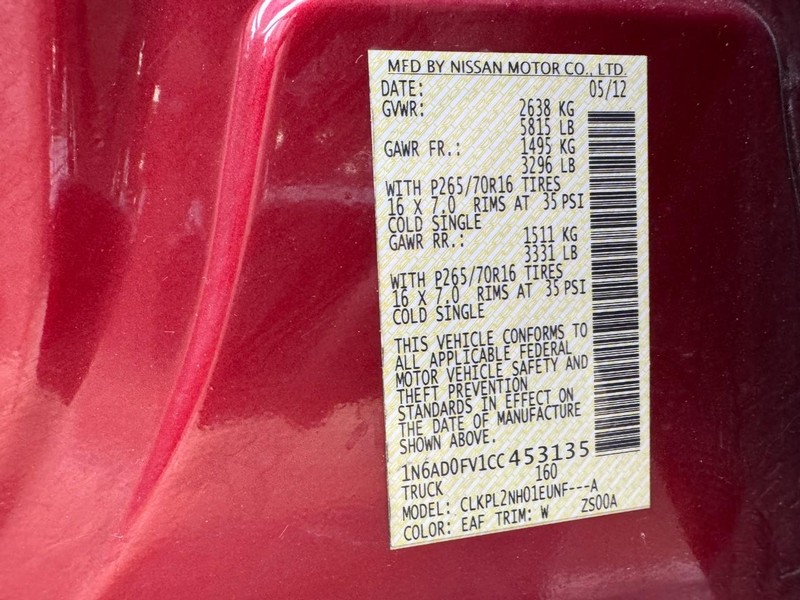 MFD BY NISSAN MOTOR CO., LTD.
DATE: 05/12
GVWR: 2638 KG
5815 LB
GAWR FR.: 1495 KG
3296 LB
WITH P265/70R16 TIRES
16 X 7.0 RIMS AT 35 PSI
COLD SINGLE
GAWR RR.: 1511 KG
3331 LB
WITH P265/70R16 TIRES
16 X 7.0 RIMS AT 35 PSI
COLD SINGLE
THIS VEHICLE CONFORMS TO
ALL APPLICABLE FEDERAL
MOTOR VEHICLE SAFETY AND
THEFT PREVENTION
STANDARDS IN EFFECT ON
THE DATE OF MANUFACTURE
SHOWN ABOVE.
1N6AD0FV1CC 453135
TRUCK 160
MODEL: CLKPL2NH01EUNF---A
COLOR: EAF TRIM: W ZS00A